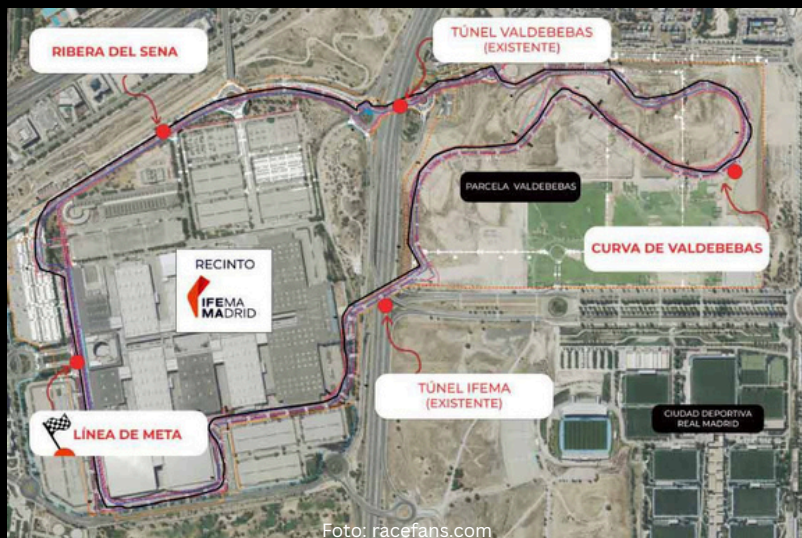 RIBERA DEL SENA
TÚNEL VALDEBEBAS
(EXISTENTE)
PARCELA VALDEBEBAS
CURVA DE VALDEBEBAS
RECINTO
IFEMA
MADRID
TÚNEL IFEMA
(EXISTENTE)
LÍNEA DE META
CIUDAD DEPORTIVA
REAL MADRID
Foto: racefans.com